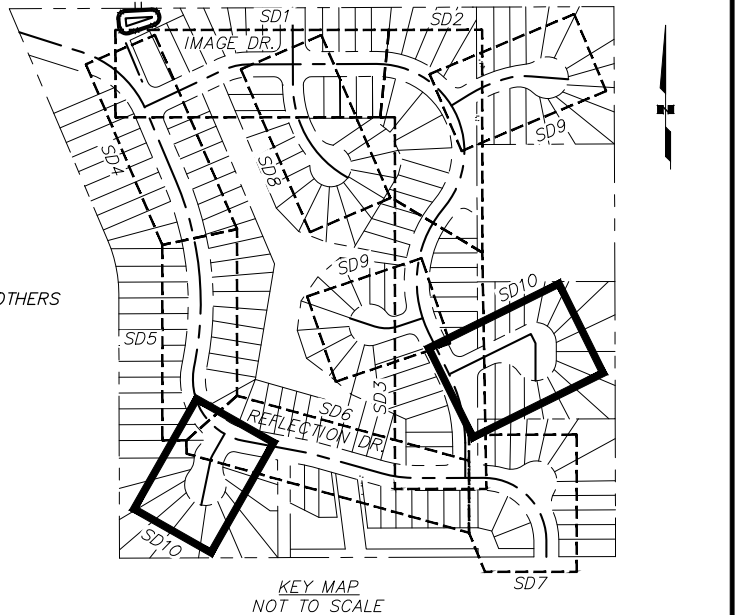 SD1
SD2
IMAGE DR.
SD9
SD4
SD8
N
SD9
SD10
OTHERS
SD5
SD3
SD6
REFLECTION DR.
SD10
SD7
KEY MAP
NOT TO SCALE